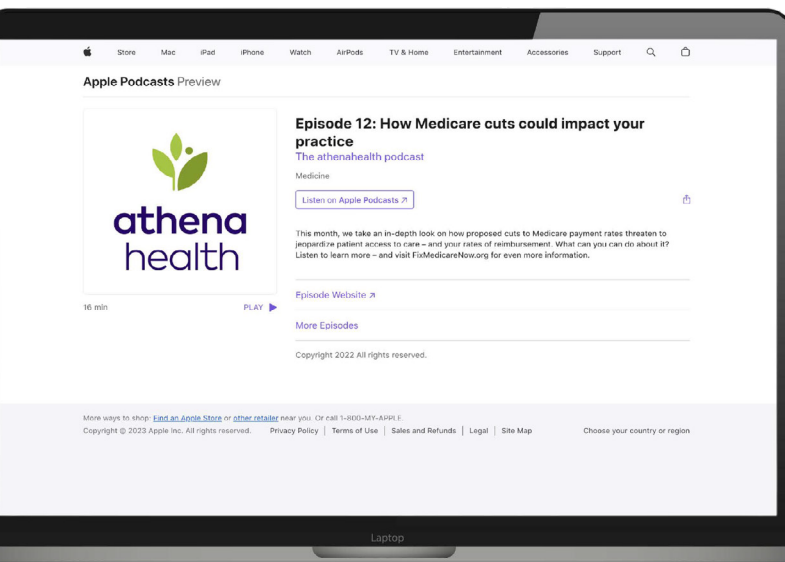 Store Mac iPad iPhone Watch AirPods TV & Home Entertainment Accessories Support
Apple Podcasts Preview
athena
health
16 min PLAY
Episode 12: How Medicare cuts could impact your
practice
The athenahealth podcast
Medicine
Listen on Apple Podcasts ↗
This month, we take an in-depth look on how proposed cuts to Medicare payment rates threaten to
jeopardize patient access to care – and your rates of reimbursement. What can you can do about it?
Listen to learn more – and visit FixMedicareNow.org for even more information.
Episode Website ↗
More Episodes
Copyright 2022 All rights reserved.
More ways to shop: Find an Apple Store or other retailer near you. Or call 1-800-MY-APPLE
Copyright © 2023 Apple Inc. All rights reserved. Privacy Policy | Terms of Use | Sales and Refunds | Legal | Site Map Choose your country or region
Laptop